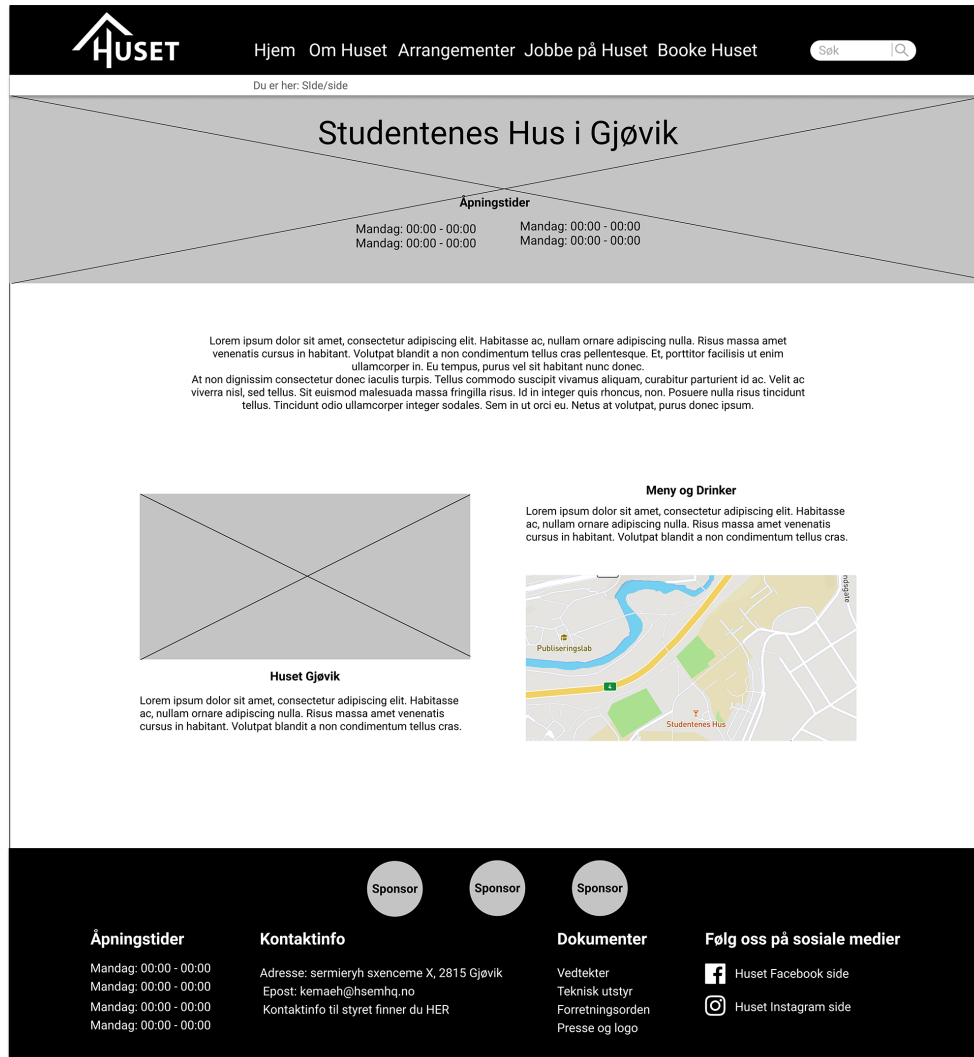 HUSET
Hjem Om Huset Arrangementer Jobbe på Huset Booke Huset
Søk
Du er her: SIde/side
Studentenes Hus i Gjøvik
Åpningstider
Mandag: 00:00 - 00:00
Mandag: 00:00 - 00:00
Mandag: 00:00 - 00:00
Mandag: 00:00 - 00:00
Lorem ipsum dolor sit amet, consectetur adipiscing elit. Habitasse ac, nullam ornare adipiscing nulla. Risus massa amet
venenatis cursus in habitant. Volutpat blandit a non condimentum tellus cras pellentesque. Et, porttitor facilisis ut enim
ullamcorper in. Eu tempus, purus vel sit habitant nunc donec.
At non dignissim consectetur donec iaculis turpis. Tellus commodo suscipit vivamus aliquam, curabitur parturient id ac. Velit ac
viverra nisl, sed tellus. Sit euismod malesuada massa fringilla risus. Id in integer quis rhoncus, non. Posuere nulla risus tincidunt
tellus. Tincidunt odio ullamcorper integer sodales. Sem in ut orci eu. Netus at volutpat, purus donec ipsum.
Huset Gjøvik
Lorem ipsum dolor sit amet, consectetur adipiscing elit. Habitasse
ac, nullam ornare adipiscing nulla. Risus massa amet venenatis
cursus in habitant. Volutpat blandit a non condimentum tellus cras.
Meny og Drinker
Lorem ipsum dolor sit amet, consectetur adipiscing elit. Habitasse
ac, nullam ornare adipiscing nulla. Risus massa amet venenatis
cursus in habitant. Volutpat blandit a non condimentum tellus cras.
ndsgate
Publiseringslab
4
Studentenes Hus
Sponsor
Sponsor
Sponsor
Åpningstider
Mandag: 00:00 - 00:00
Mandag: 00:00 - 00:00
Mandag: 00:00 - 00:00
Mandag: 00:00 - 00:00
Kontaktinfo
Adresse: sermieryh sxenceme X, 2815 Gjøvik
Epost: kemaeh@hsemhq.no
Kontaktinfo til styret finner du HER
Dokumenter
Vedtekter
Teknisk utstyr
Forretningsorden
Presse og logo
Følg oss på sosiale medier
Huset Facebook side
Huset Instagram side